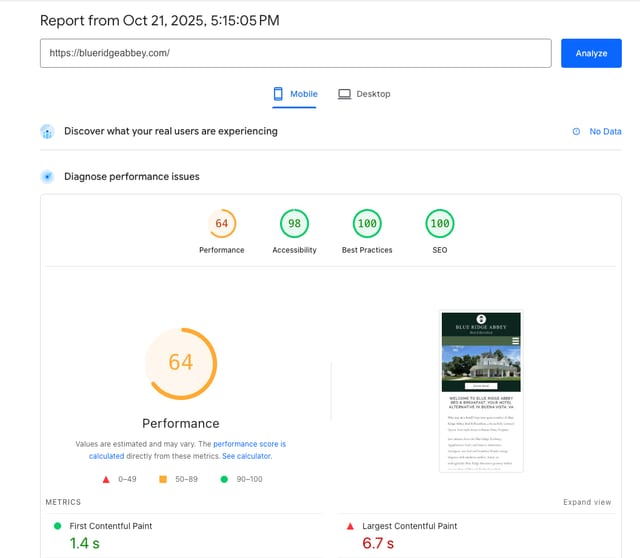 Report from Oct 21, 2025, 5:15:05 PM
https://blueridgeabbey.com/
Analyze
Mobile
Desktop
Discover what your real users are experiencing
No Data
Diagnose performance issues
64
98
100
100
Performance
Accessibility
Best Practices
SEO
64
Performance
Values are estimated and may vary. The performance score is
calculated directly from these metrics. See calculator.
0–49
50–89
90–100
BLUE RIDGE ABBEY
WELCOME TO BLUE RIDGE ABBEY
BED & BREAKFAST, YOUR HOTEL
ALTERNATIVE IN BUENA VISTA, VA
METRICS
Expand view
First Contentful Paint
1.4 s
Largest Contentful Paint
6.7 s